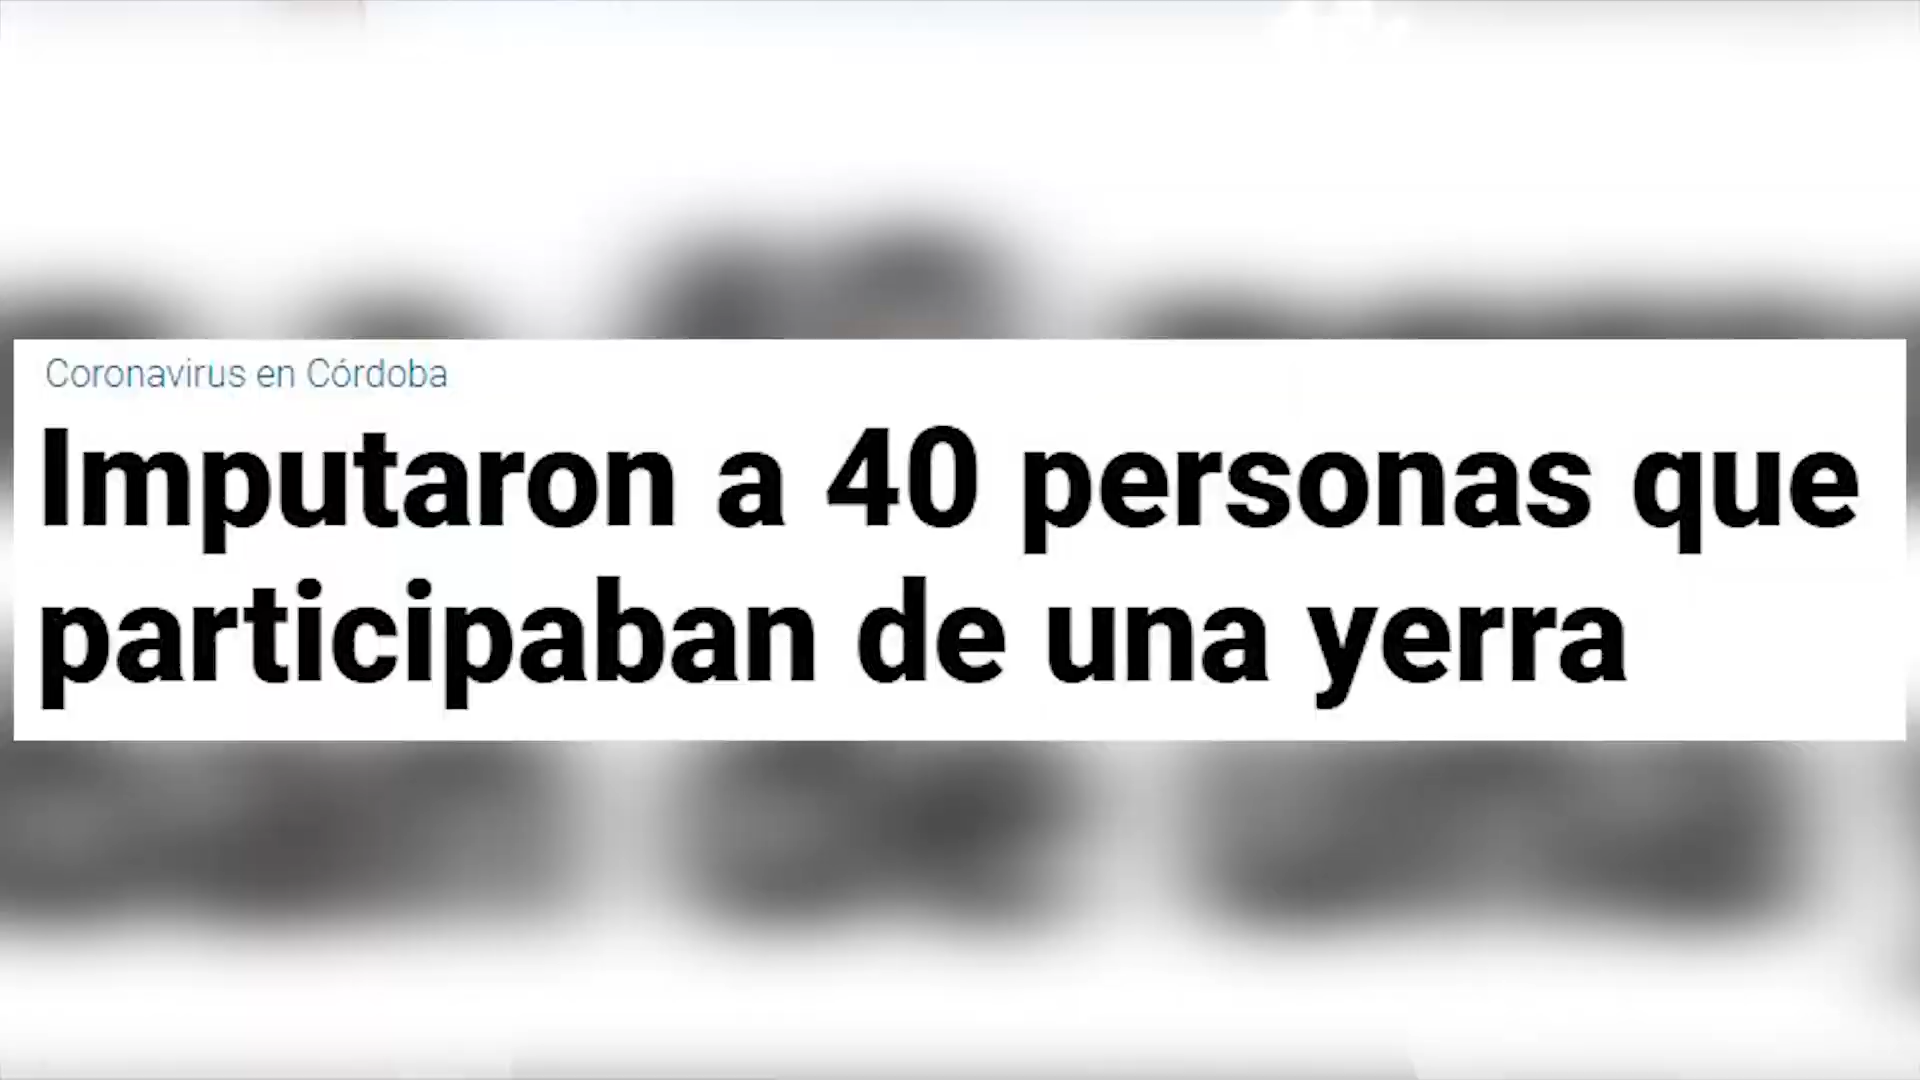 Coronavirus en Córdoba
Imputaron a 40 personas que
participaban de una yerra